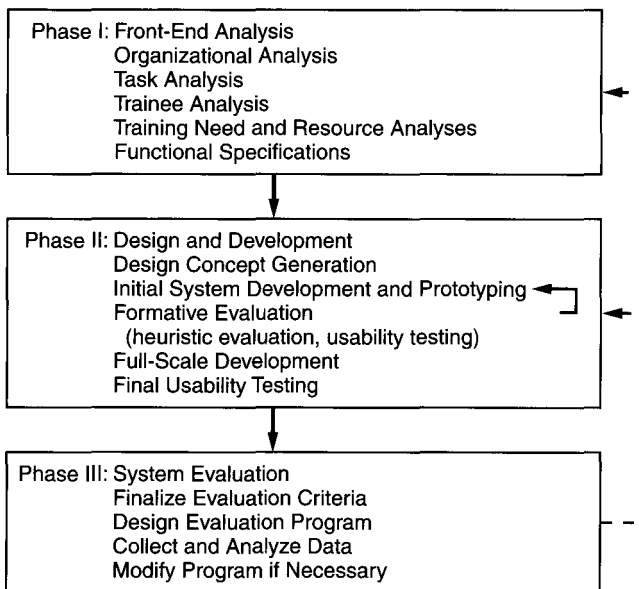 Phase I: Front-End Analysis
Organizational Analysis
Task Analysis
Trainee Analysis
Training Need and Resource Analyses
Functional Specifications
Phase II: Design and Development
Design Concept Generation
Initial System Development and Prototyping
Formative Evaluation
(heuristic evaluation, usability testing)
Full-Scale Development
Final Usability Testing
Phase III: System Evaluation
Finalize Evaluation Criteria
Design Evaluation Program
Collect and Analyze Data
Modify Program if Necessary